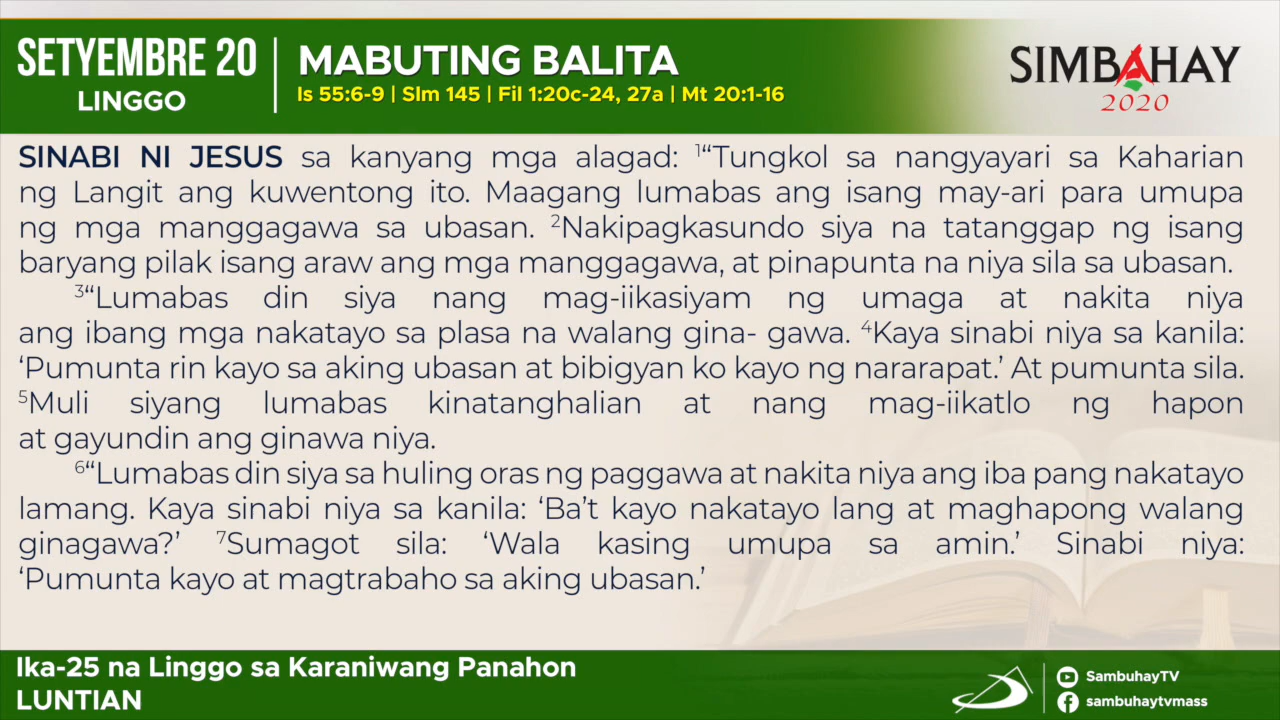 SETYEMBRE 20
LINGGO
MABUTING BALITA
Is 55:6-9 | Slm 145 | Fil 1:20c-24, 27a | Mt 20:1-16
SIMBAHAY
2020
SINABI NI JESUS sa kanyang mga alagad: ¹“Tungkol sa nangyayari sa Kaharian
ng Langit ang kuwentong ito. Maagang lumabas ang isang may-ari para umupa
ng mga manggagawa sa ubasan. ²Nakipagkasundo siya na tatanggap ng isang
baryang pilak isang araw ang mga manggagawa, at pinapunta na niya sila sa ubasan.
³“Lumabas din siya nang mag-iikasiyam ng umaga at nakita niya
ang ibang mga nakatayo sa plasa na walang gina- gawa. ⁴Kaya sinabi niya sa kanila:
‘Pumunta rin kayo sa aking ubasan at bibigyan ko kayo ng nararapat.’ At pumunta sila.
⁵Muli siyang lumabas kinatanghalian at nang mag-iikatlo ng hapon
at gayundin ang ginawa niya.
⁶“Lumabas din siya sa huling oras ng paggawa at nakita niya ang iba pang nakatayo
lamang. Kaya sinabi niya sa kanila: ‘Ba’t kayo nakatayo lang at maghapong walang
ginagawa?’ ⁷Sumagot sila: ‘Wala kasing umupa sa amin.’ Sinabi niya:
‘Pumunta kayo at magtrabaho sa aking ubasan.’
Ika-25 na Linggo sa Karaniwang Panahon
LUNTIAN
SambuhayTV
sambuhaytvmass